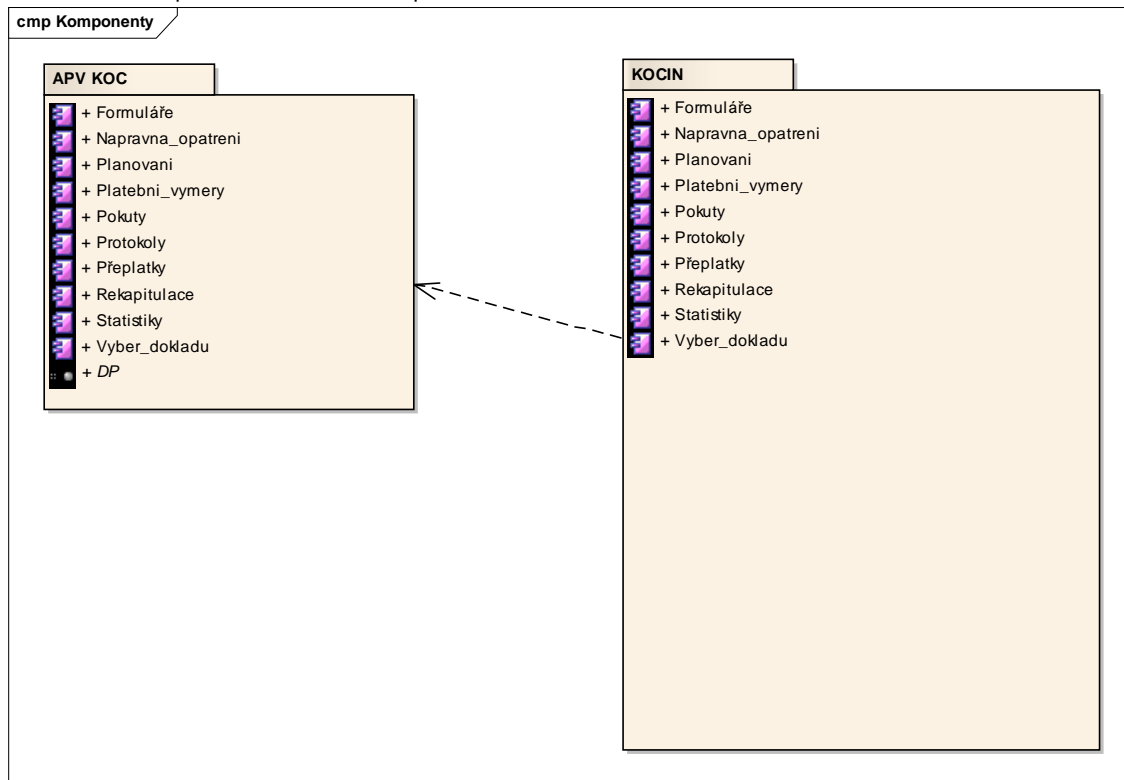 cmp Komponenty
APV KOC
+ Formuláře
+ Napravna_opatreni
+ Planovani
+ Platebni_vymery
+ Pokuty
+ Protokoly
+ Přeplatky
+ Rekapitulace
+ Statistiky
+ Vyber_dokladu
+ DP
KOCIN
+ Formuláře
+ Napravna_opatreni
+ Planovani
+ Platebni_vymery
+ Pokuty
+ Protokoly
+ Přeplatky
+ Rekapitulace
+ Statistiky
+ Vyber_dokladu